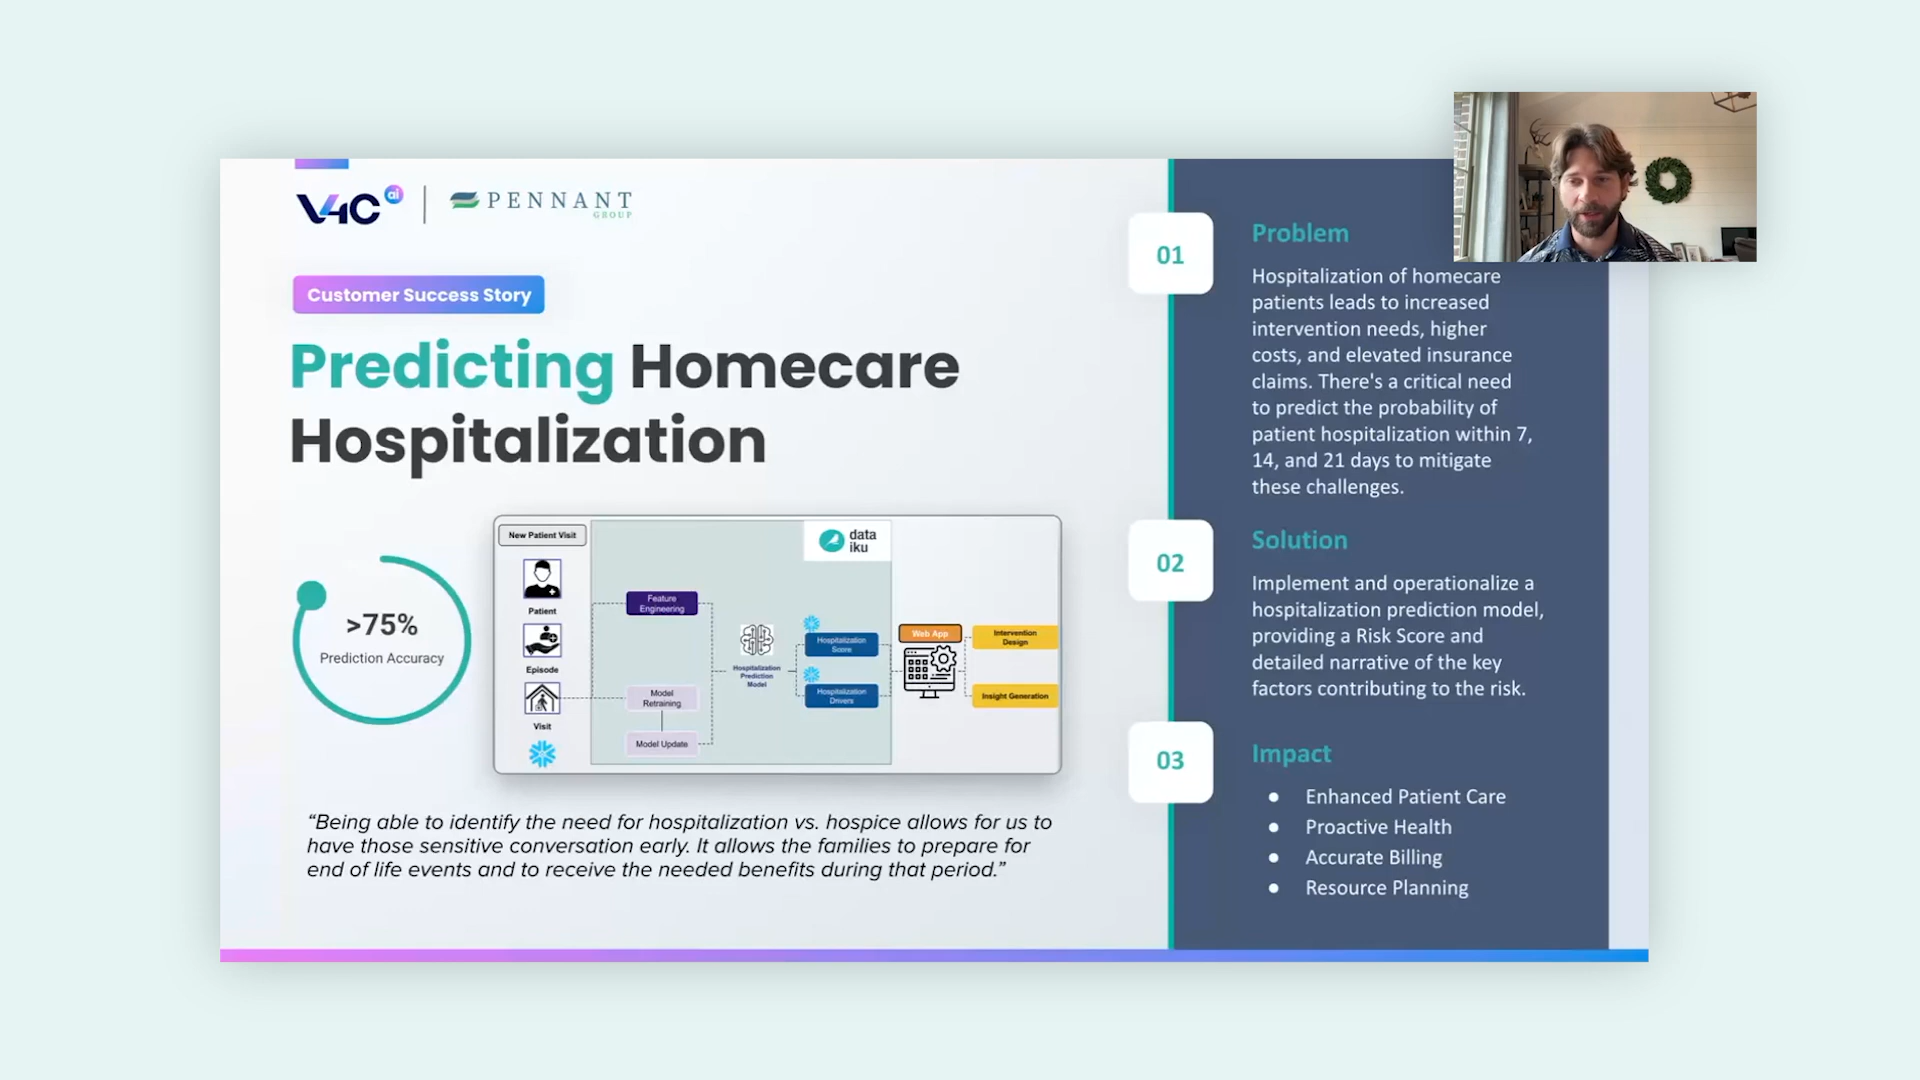 V4C ai
PENNANT
GROUP
Customer Success Story
Predicting Homecare
Hospitalization
>75%
Prediction Accuracy
New Patient Visit
Patient
Episode
Visit
data
iku
Feature
Engineering
Model
Retraining
Model Update
Hospitalization
Prediction
Model
Hospitalization
Score
Hospitalization
Drivers
Web App
Intervention
Design
Insight Generation
“Being able to identify the need for hospitalization vs. hospice allows for us to
have those sensitive conversation early. It allows the families to prepare for
end of life events and to receive the needed benefits during that period.”
01
Problem
Hospitalization of homecare
patients leads to increased
intervention needs, higher
costs, and elevated insurance
claims. There's a critical need
to predict the probability of
patient hospitalization within 7,
14, and 21 days to mitigate
these challenges.
02
Solution
Implement and operationalize a
hospitalization prediction model,
providing a Risk Score and
detailed narrative of the key
factors contributing to the risk.
03
Impact
● Enhanced Patient Care
● Proactive Health
● Accurate Billing
● Resource Planning